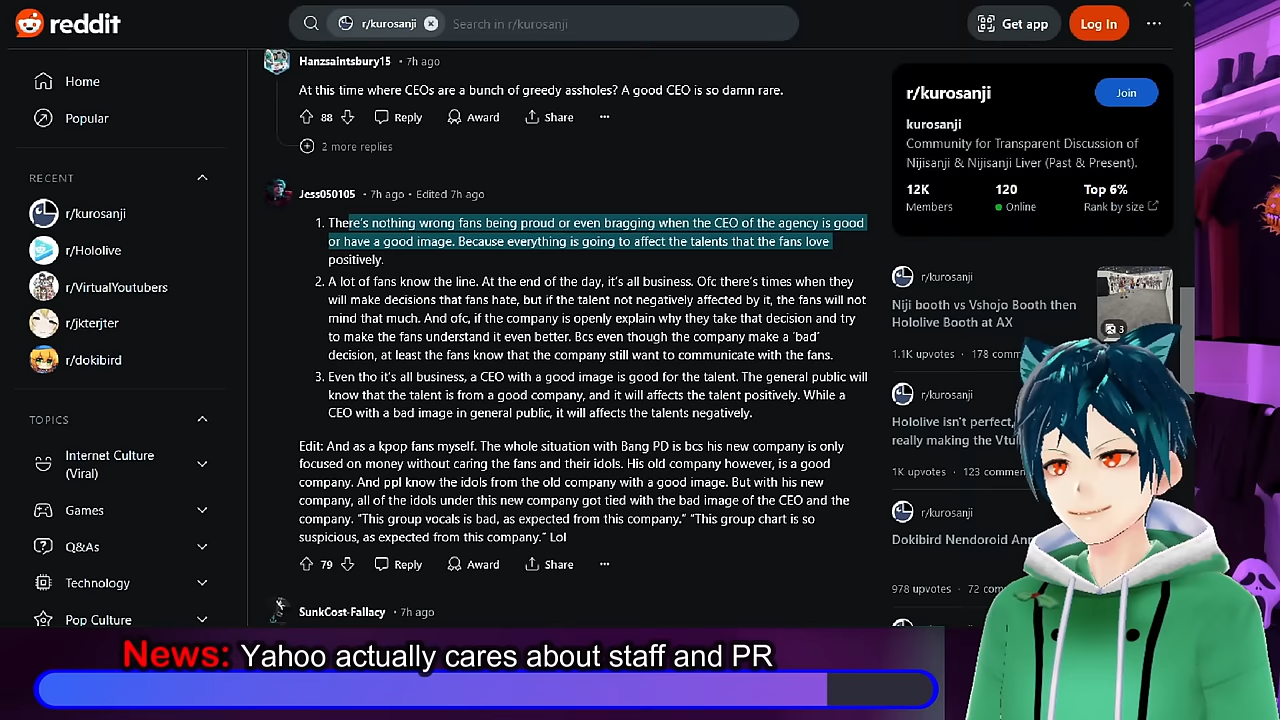 reddit
r/kurosanji
Search in r/kurosanji
Get app
Log In
Home
Popular
RECENT
r/kurosanji
r/Hololive
r/VirtualYoutubers
r/jkterjter
r/dokibird
TOPICS
Internet Culture
(Viral)
Games
Q&As
Technology
Pop Culture
Hanzsaintsbury15 • 7h ago
At this time where CEOs are a bunch of greedy assholes? A good CEO is so damn rare.
88 Reply Award Share
2 more replies
Jess050105 • 7h ago • Edited 7h ago
1. There's nothing wrong fans being proud or even bragging when the CEO of the agency is good
or have a good image. Because everything is going to affect the talents that the fans love
positively.
2. A lot of fans know the line. At the end of the day, it's all business. Ofc there's times when they
will make decisions that fans hate, but if the talent not negatively affected by it, the fans will not
mind that much. And ofc, if the company is openly explain why they take that decision and try
to make the fans understand it even better. Bcs even though the company make a 'bad'
decision, at least the fans know that the company still want to communicate with the fans.
3. Even tho it's all business, a CEO with a good image is good for the talent. The general public will
know that the talent is from a good company, and it will affects the talent positively. While a
CEO with a bad image in general public, it will affects the talents negatively.
Edit: And as a kpop fans myself. The whole situation with Bang PD is bcs his new company is only
focused on money without caring the fans and their idols. His old company however, is a good
company. And ppl know the idols from the old company with a good image. But with his new
company, all of the idols under this new company got tied with the bad image of the CEO and the
company. "This group vocals is bad, as expected from this company." "This group chart is so
suspicious, as expected from this company." Lol
79 Reply Award Share
SunkCost-Fallacy • 7h ago
r/kurosanji
Join
kurosanji
Community for Transparent Discussion of
Nijisanji & Nijisanji Liver (Past & Present).
12K 120 Top 6%
Members Online Rank by size
r/kurosanji
Niji booth vs Vshojo Booth then
Hololive Booth at AX
3
1.1K upvotes • 178 comm
r/kurosanji
Hololive isn't perfect,
really making the Vtu
1K upvotes • 123 commen
r/kurosanji
Dokibird Nendoroid Ann
978 upvotes • 72 com
News: Yahoo actually cares about staff and PR